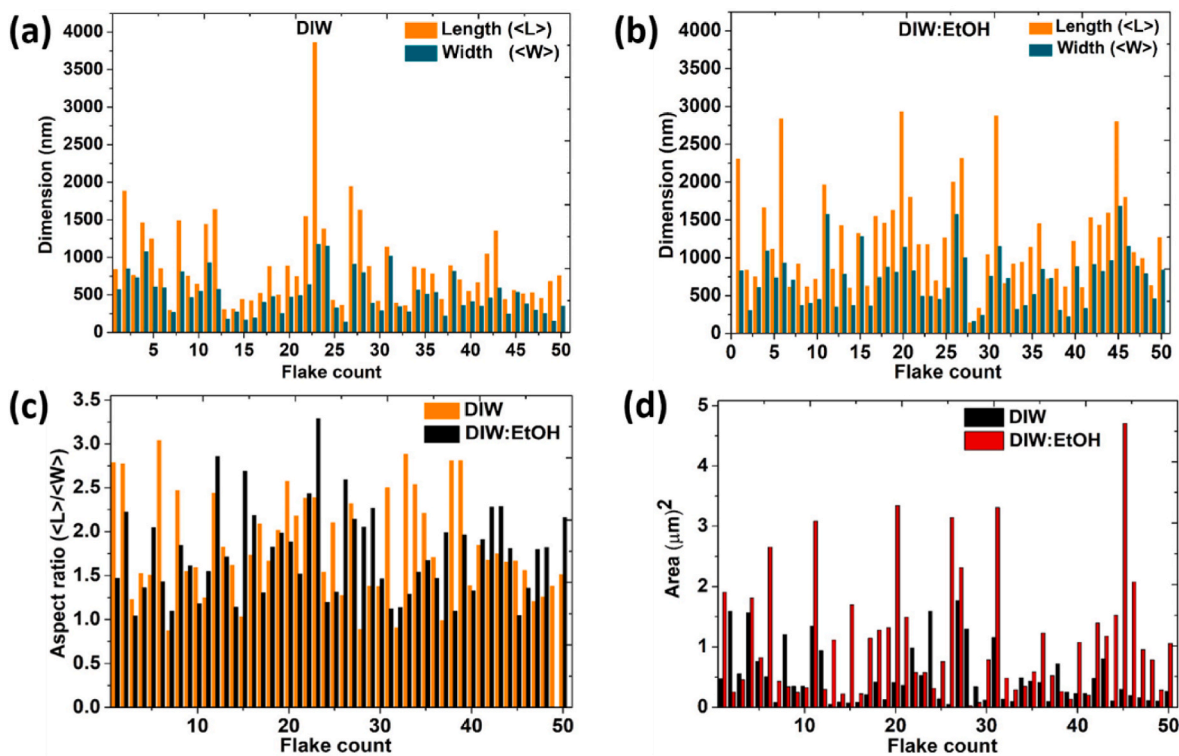 (a)
DIW
Length (<L>)
Width (<W>)
4000
3500
3000
2500
2000
1500
1000
500
0
Dimension (nm)
5 10 15 20 25 30 35 40 45 50
Flake count
(b)
DIW:EtOH
Length (<L>)
Width (<W>)
4000
3500
3000
2500
2000
1500
1000
500
0
Dimension (nm)
0 5 10 15 20 25 30 35 40 45 50
Flake count
(c)
DIW
DIW:EtOH
3.5
3.0
2.5
2.0
1.5
1.0
0.5
0.0
Aspect ratio (<L>/<W>)
10 20 30 40 50
Flake count
(d)
DIW
DIW:EtOH
5
4
3
2
1
0
Area (μm)2
10 20 30 40 50
Flake count